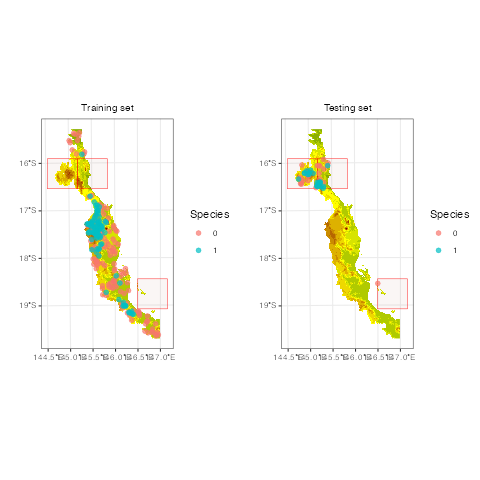 Training set
Testing set
16°S
17°S
18°S
19°S
Species
0
1
16°S
17°S
18°S
19°S
Species
0
1